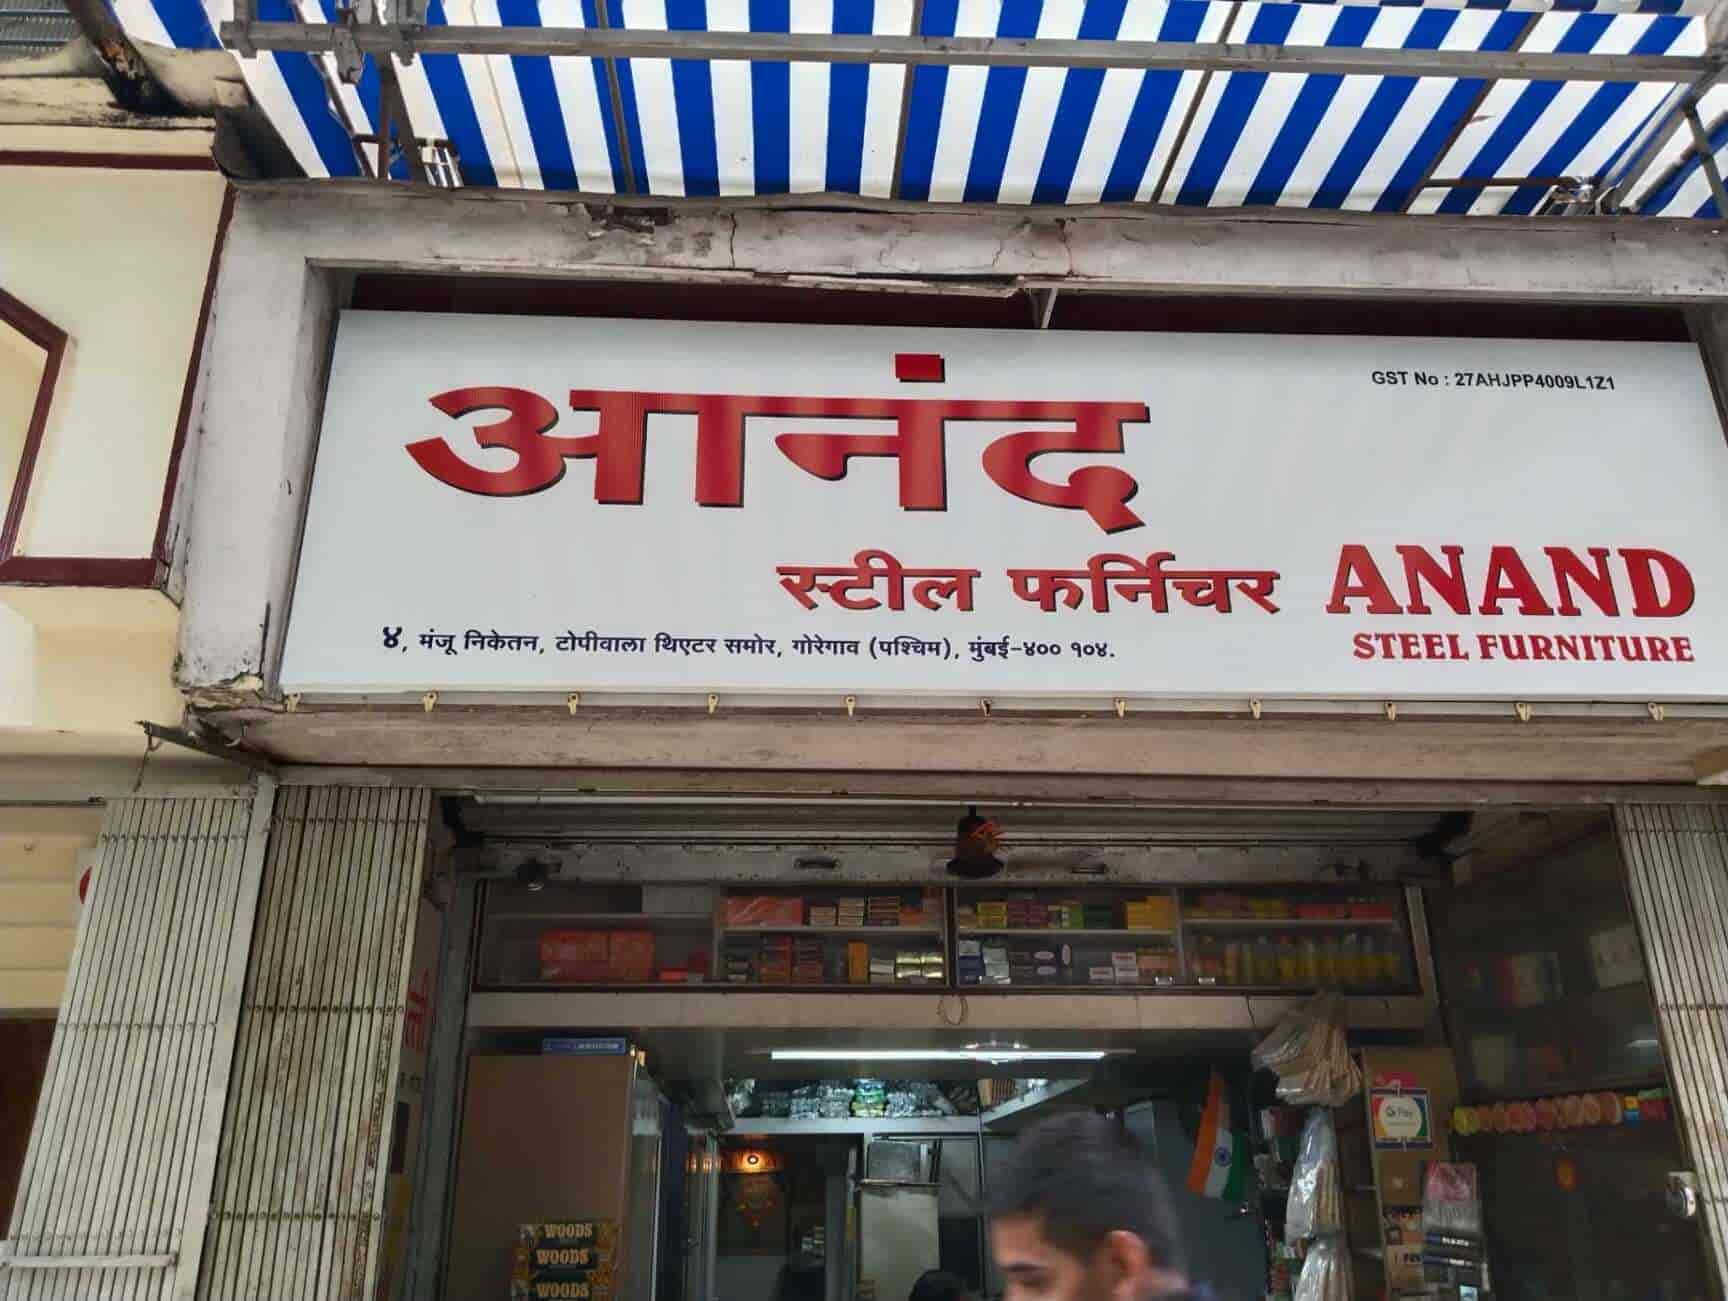 GST No : 27AHJPP4009L1Z1
आनंद
स्टील फर्निचर
ANAND
STEEL FURNITURE
४, मंजू निकेतन, टोपीवाला थिएटर समोर, गोरेगाव (पश्चिम), मुंबई-४०० १०४.
G Pay
WOODS
WOODS
WOODS